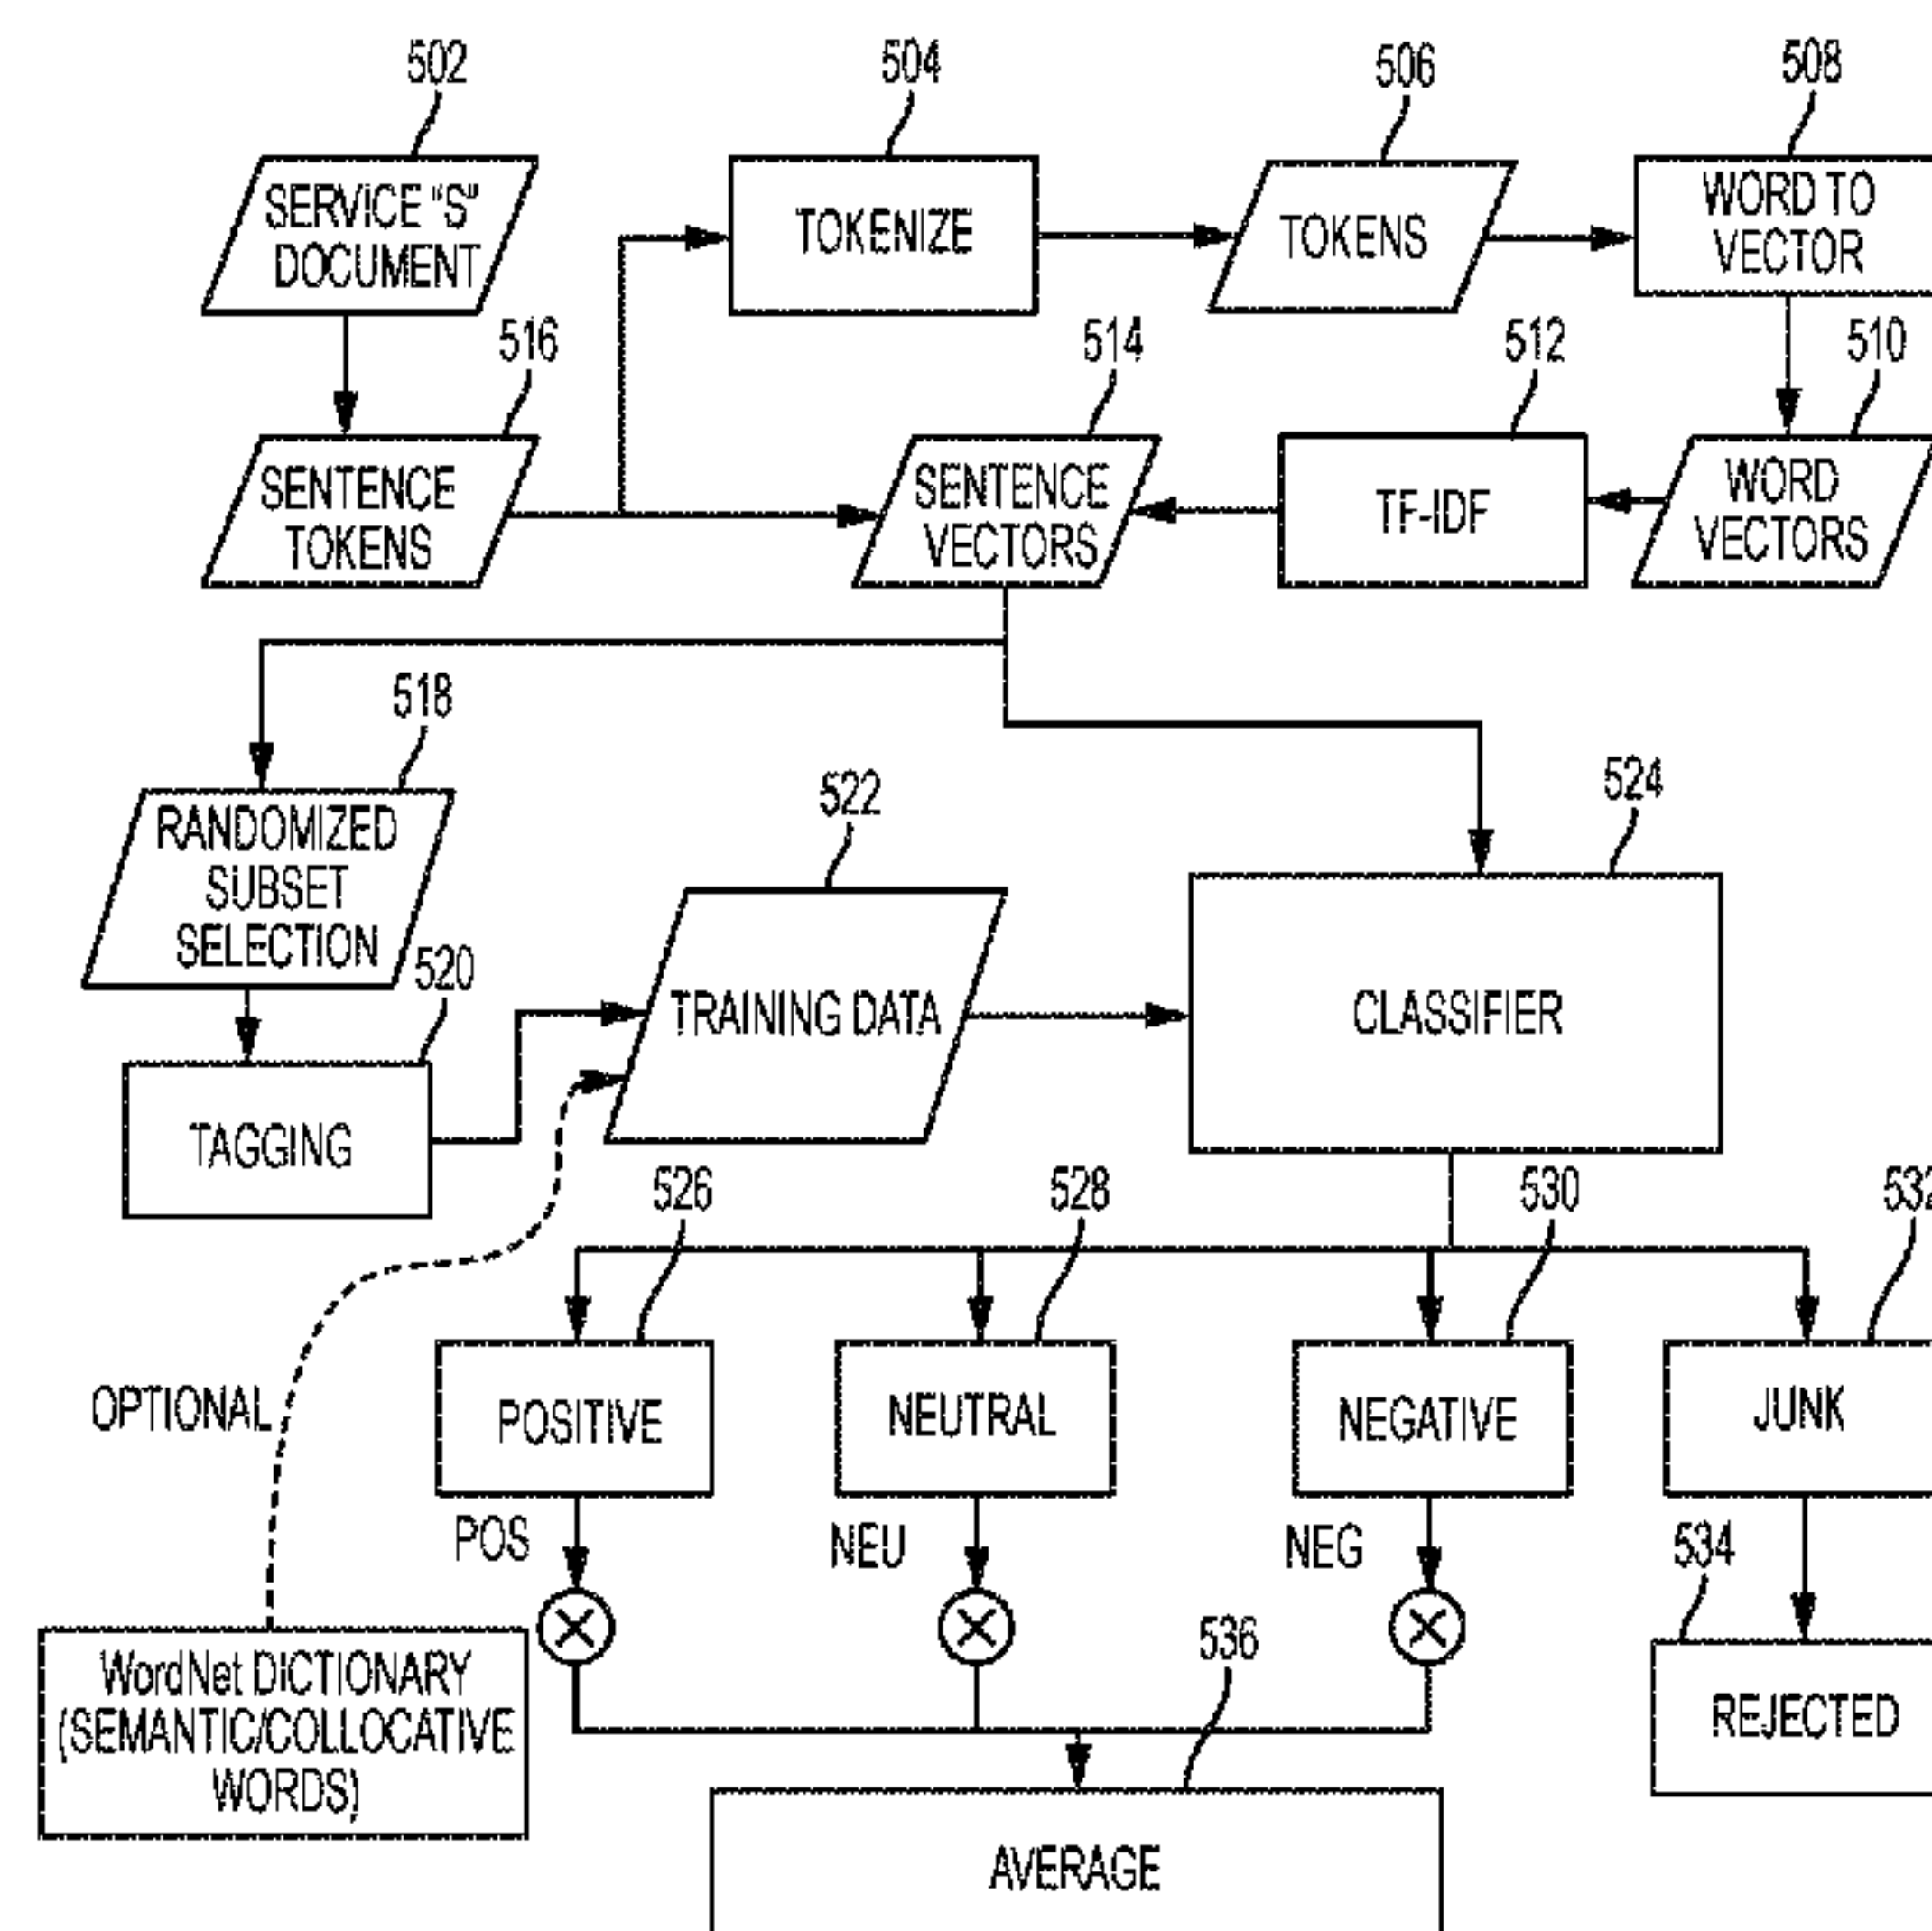 502
504
506
508
SERVICE "S"
DOCUMENT
TOKENIZE
TOKENS
WORD TO
VECTOR
516
514
512
510
SENTENCE
TOKENS
SENTENCE
VECTORS
TF-IDF
WORD
VECTORS
518
522
524
RANDOMIZED
SUBSET
SELECTION
520
TRAINING DATA
CLASSIFIER
TAGGING
526
528
530
532
OPTIONAL
POSITIVE
NEUTRAL
NEGATIVE
JUNK
POS
NEU
NEG
534
536
WordNet DICTIONARY
(SEMANTIC/COLLOCATIVE
WORDS)
REJECTED
AVERAGE